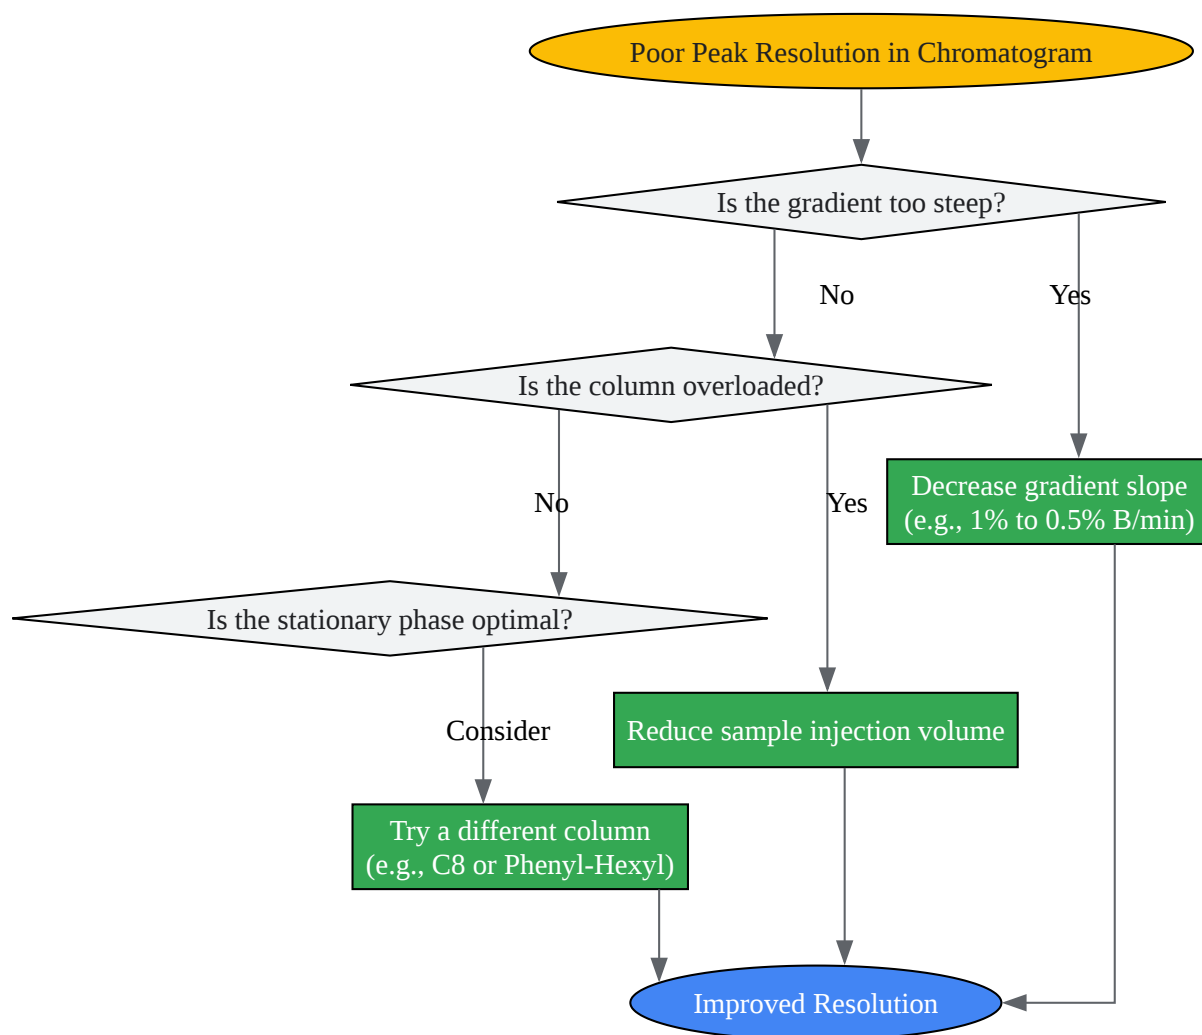 Poor Peak Resolution in Chromatogram
Is the gradient too steep?
No
Yes
Is the column overloaded?
Decrease gradient slope
(e.g., 1% to 0.5% B/min)
No
Yes
Is the stationary phase optimal?
Consider
Reduce sample injection volume
Try a different column
(e.g., C8 or Phenyl-Hexyl)
Improved Resolution